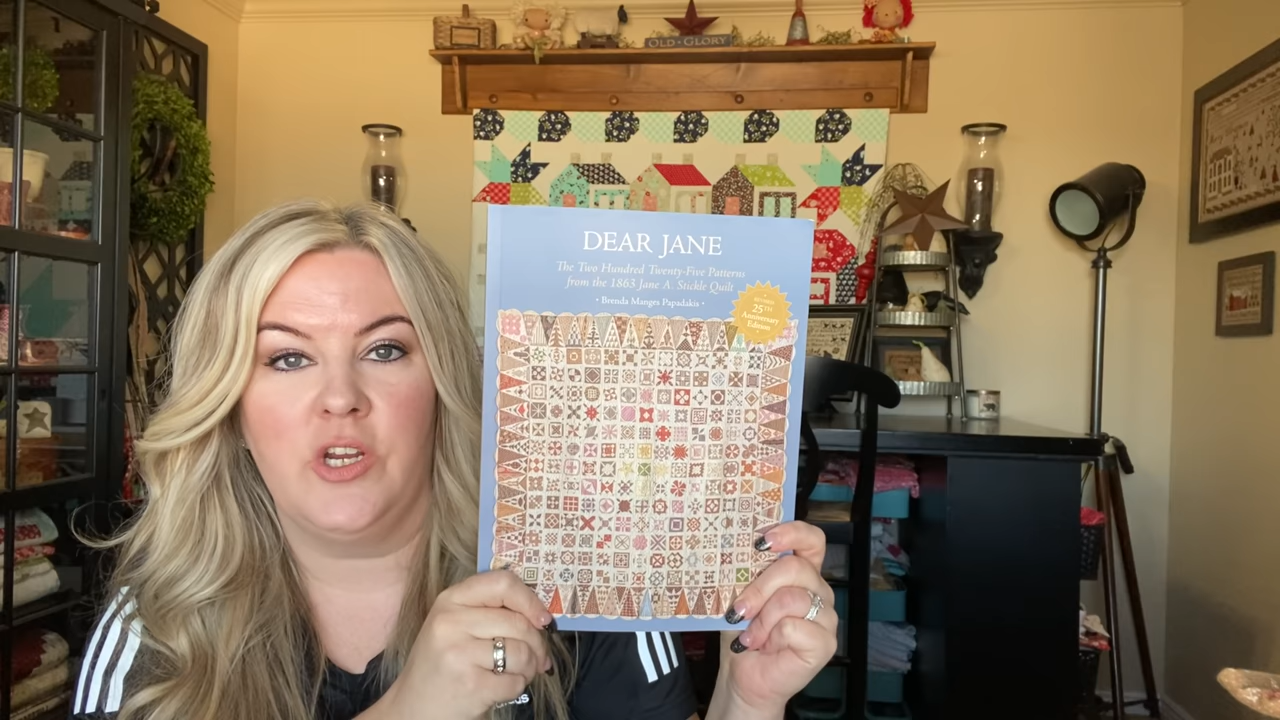 OLD·GLORY
DEAR JANE
The Two Hundred Twenty-Five Patterns
from the 1863 Jane A. Stickle Quilt
· Brenda Manges Papadakis ·
REVISED
25TH
Anniversary
Edition